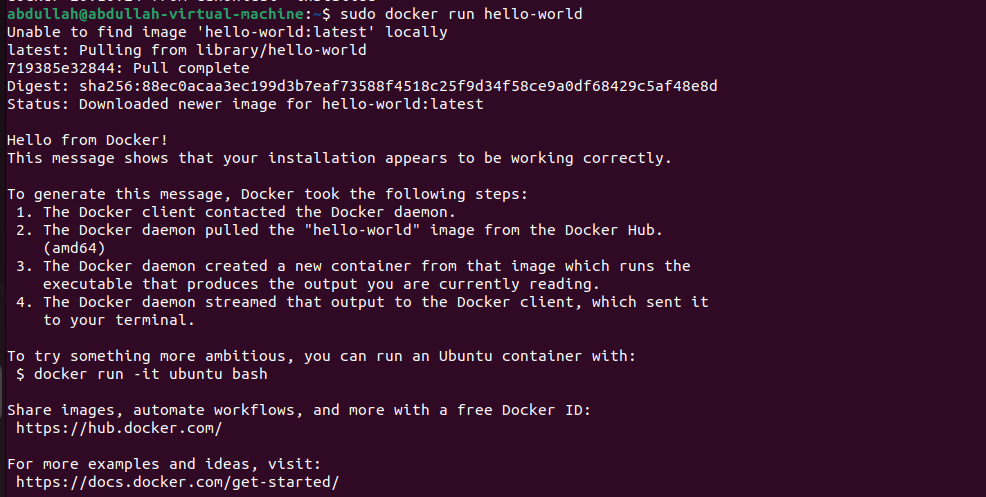 abdullah@abdullah-virtual-machine:~$ sudo docker run hello-world
Unable to find image 'hello-world:latest' locally
latest: Pulling from library/hello-world
719385e32844: Pull complete
Digest: sha256:88ec0acaa3ec199d3b7eaf73588f4518c25f9d34f58ce9a0df68429c5af48e8d
Status: Downloaded newer image for hello-world:latest

Hello from Docker!
This message shows that your installation appears to be working correctly.

To generate this message, Docker took the following steps:
 1. The Docker client contacted the Docker daemon.
 2. The Docker daemon pulled the "hello-world" image from the Docker Hub.
    (amd64)
 3. The Docker daemon created a new container from that image which runs the
    executable that produces the output you are currently reading.
 4. The Docker daemon streamed that output to the Docker client, which sent it
    to your terminal.

To try something more ambitious, you can run an Ubuntu container with:
 $ docker run -it ubuntu bash

Share images, automate workflows, and more with a free Docker ID:
 https://hub.docker.com/

For more examples and ideas, visit:
 https://docs.docker.com/get-started/